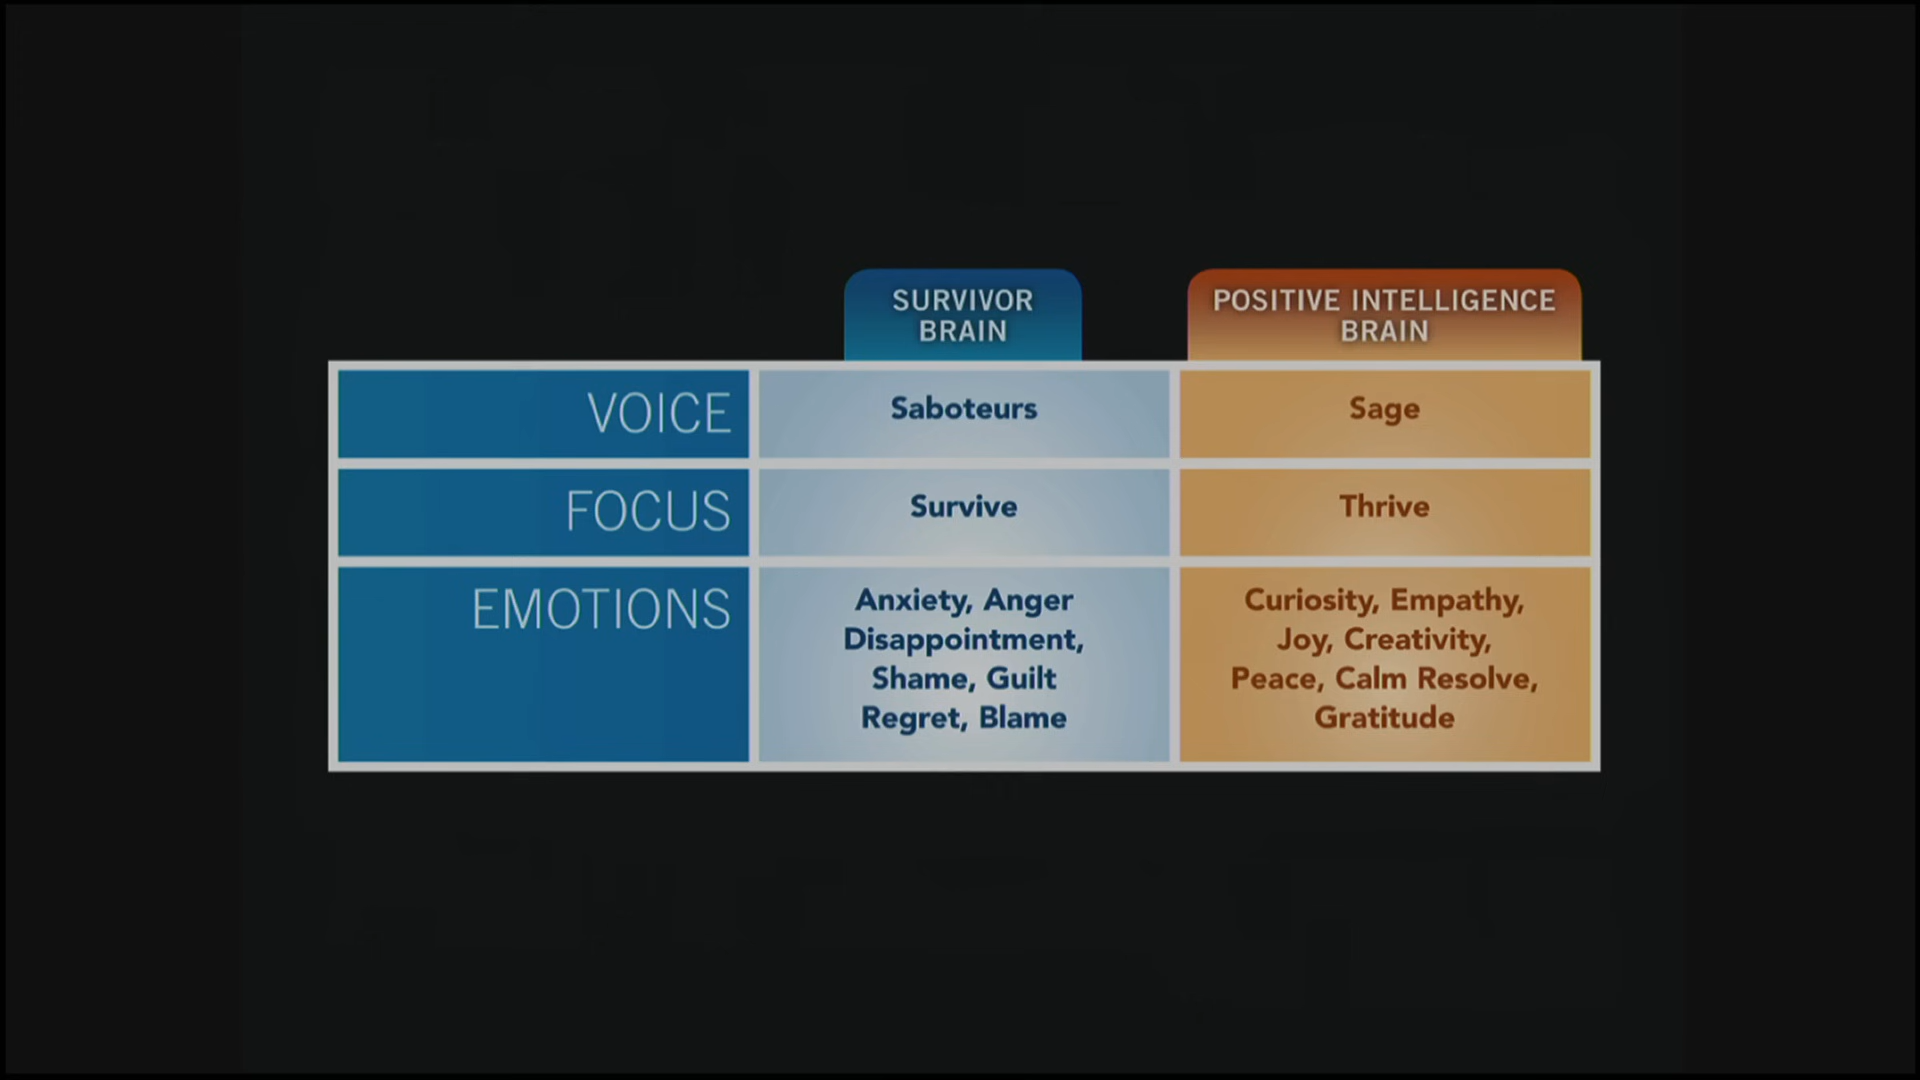 SURVIVOR
BRAIN
POSITIVE INTELLIGENCE
BRAIN
VOICE
Saboteurs
Sage
FOCUS
Survive
Thrive
EMOTIONS
Anxiety, Anger
Disappointment,
Shame, Guilt
Regret, Blame
Curiosity, Empathy,
Joy, Creativity,
Peace, Calm Resolve,
Gratitude